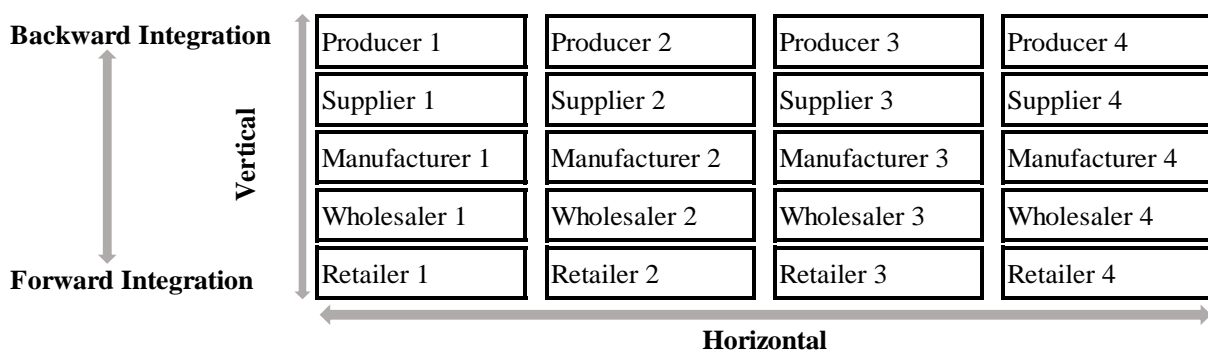 Backward Integration
Producer 1 Producer 2 Producer 3 Producer 4
Supplier 1 Supplier 2 Supplier 3 Supplier 4
Vertical
Manufacturer 1 Manufacturer 2 Manufacturer 3 Manufacturer 4
Wholesaler 1 Wholesaler 2 Wholesaler 3 Wholesaler 4
Forward Integration
Retailer 1 Retailer 2 Retailer 3 Retailer 4
Horizontal